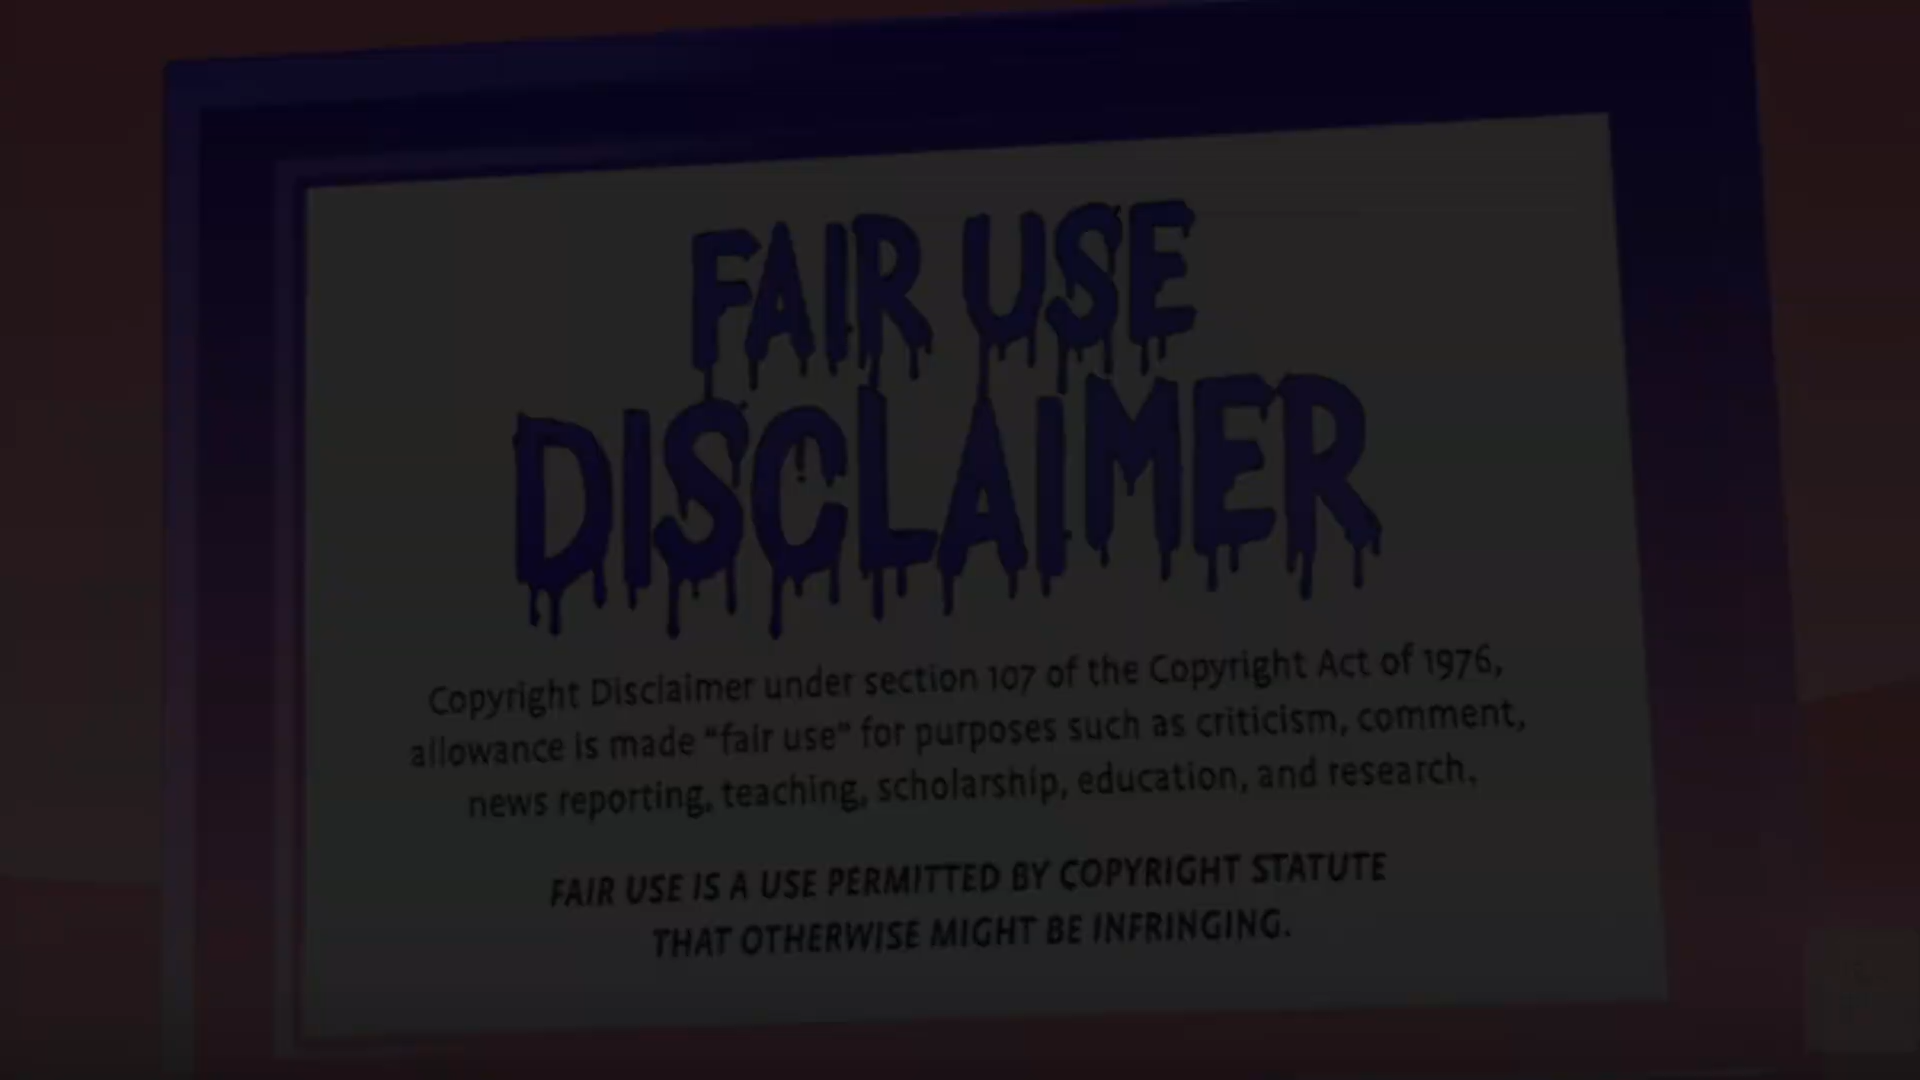 FAIR USE
DISCLAIMER
Copyright Disclaimer under section 107 of the Copyright Act of 1976,
allowance is made “fair use” for purposes such as criticism, comment,
news reporting, teaching, scholarship, education, and research.
FAIR USE IS A USE PERMITTED BY COPYRIGHT STATUTE
THAT OTHERWISE MIGHT BE INFRINGING.